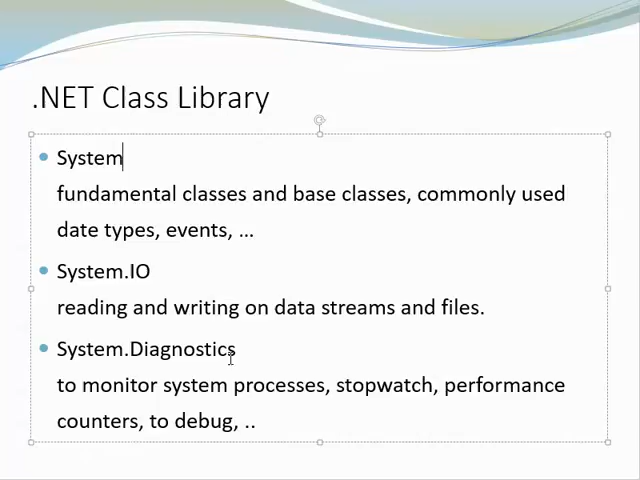 .NET Class Library
• System
fundamental classes and base classes, commonly used
date types, events, ...
• System.IO
reading and writing on data streams and files.
• System.Diagnostics
to monitor system processes, stopwatch, performance
counters, to debug, ..